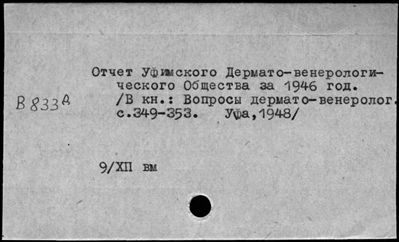 Отчет Уфимского Дермато-венерологи-
ческого Общества за 1946 год.
/В кн.: Вопросы дермато-венеролог.
с.349-353. Уфа,1948/
В 833д
9/XII вм